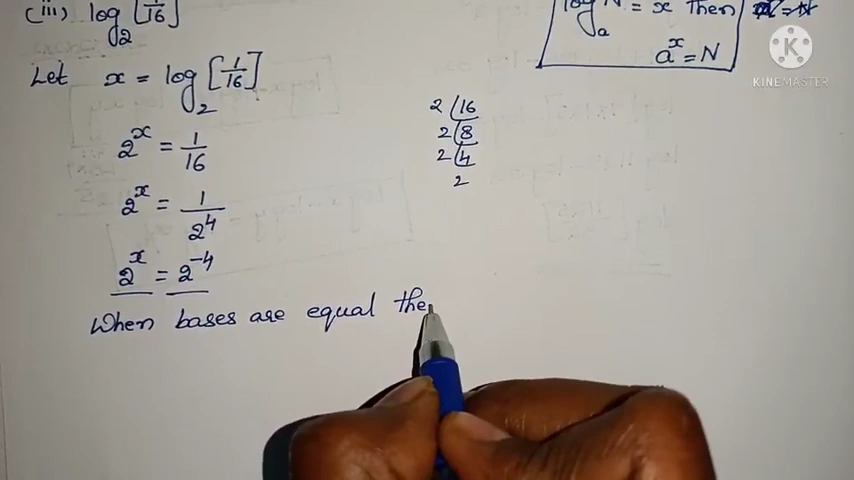 (iii) log₂[1/16]
log_a N = x then
a^x = N
KINEMASTER
Let x = log₂[1/16]
2^x = 1/16
2^x = 1/2^4
2^x = 2^-4
2 16
2 8
2 4
2
When bases are equal the